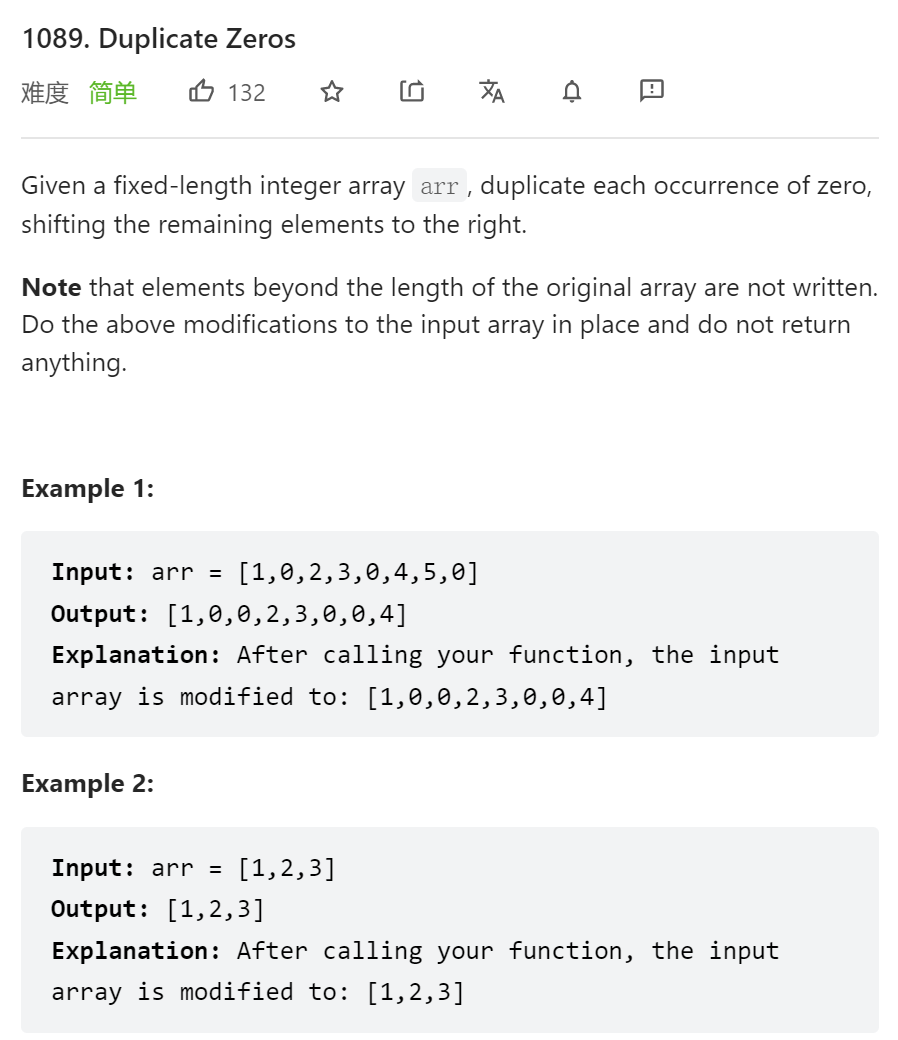 1089. Duplicate Zeros
难度 简单 132
Given a fixed-length integer array arr, duplicate each occurrence of zero,
shifting the remaining elements to the right.
Note that elements beyond the length of the original array are not written.
Do the above modifications to the input array in place and do not return
anything.
Example 1:
Input: arr = [1,0,2,3,0,4,5,0]
Output: [1,0,0,2,3,0,0,4]
Explanation: After calling your function, the input
array is modified to: [1,0,0,2,3,0,0,4]
Example 2:
Input: arr = [1,2,3]
Output: [1,2,3]
Explanation: After calling your function, the input
array is modified to: [1,2,3]